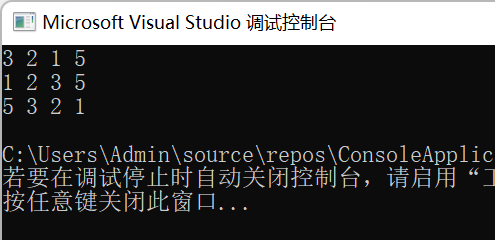 Microsoft Visual Studio 调试控制台
3 2 1 5
1 2 3 5
5 3 2 1
C:\Users\Admin\source\repos\ConsoleApplic
若要在调试停止时自动关闭控制台，请启用“工
按任意键关闭此窗口...